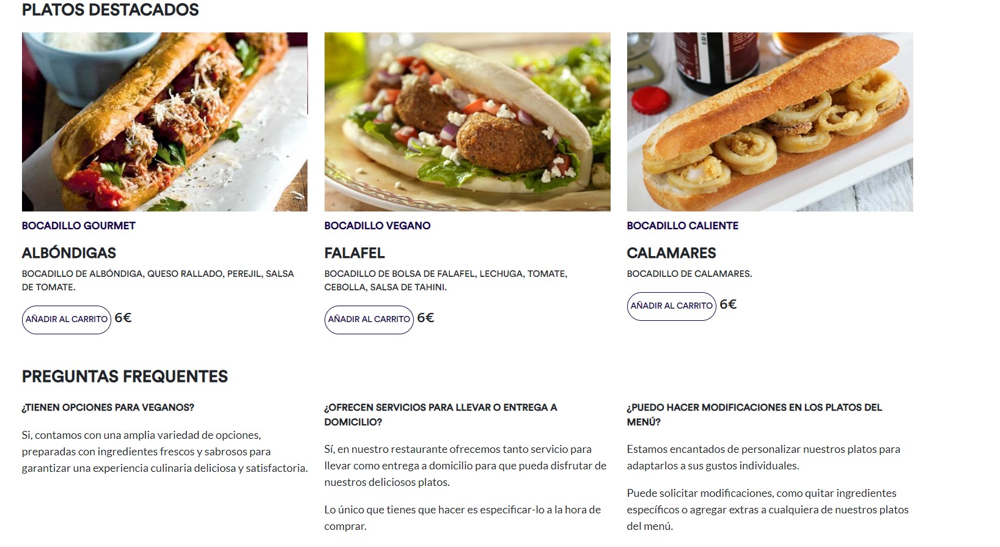 PLATOS DESTACADOS
BOCADILLO GOURMET
ALBÓNDIGAS
BOCADILLO DE ALBÓNDIGA, QUESO RALLADO, PEREJIL, SALSA
DE TOMATE.
AÑADIR AL CARRITO 6€
BOCADILLO VEGANO
FALAFEL
BOCADILLO DE BOLSA DE FALAFEL, LECHUGA, TOMATE,
CEBOLLA, SALSA DE TAHINI.
AÑADIR AL CARRITO 6€
BOCADILLO CALIENTE
CALAMARES
BOCADILLO DE CALAMARES.
AÑADIR AL CARRITO 6€
PREGUNTAS FREQUENTES
¿TIENEN OPCIONES PARA VEGANOS?
Si, contamos con una amplia variedad de opciones,
preparadas con ingredientes frescos y sabrosos para
garantizar una experiencia culinaria deliciosa y satisfactoria.
¿OFRECEN SERVICIOS PARA LLEVAR O ENTREGA A
DOMICILIO?
Sí, en nuestro restaurante ofrecemos tanto servicio para
llevar como entrega a domicilio para que pueda disfrutar de
nuestros deliciosos platos.
Lo único que tienes que hacer es especificar-lo a la hora de
comprar.
¿PUEDO HACER MODIFICACIONES EN LOS PLATOS DEL
MENÚ?
Estamos encantados de personalizar nuestros platos para
adaptarlos a sus gustos individuales.
Puede solicitar modificaciones, como quitar ingredientes
específicos o agregar extras a cualquiera de nuestros platos
del menú.